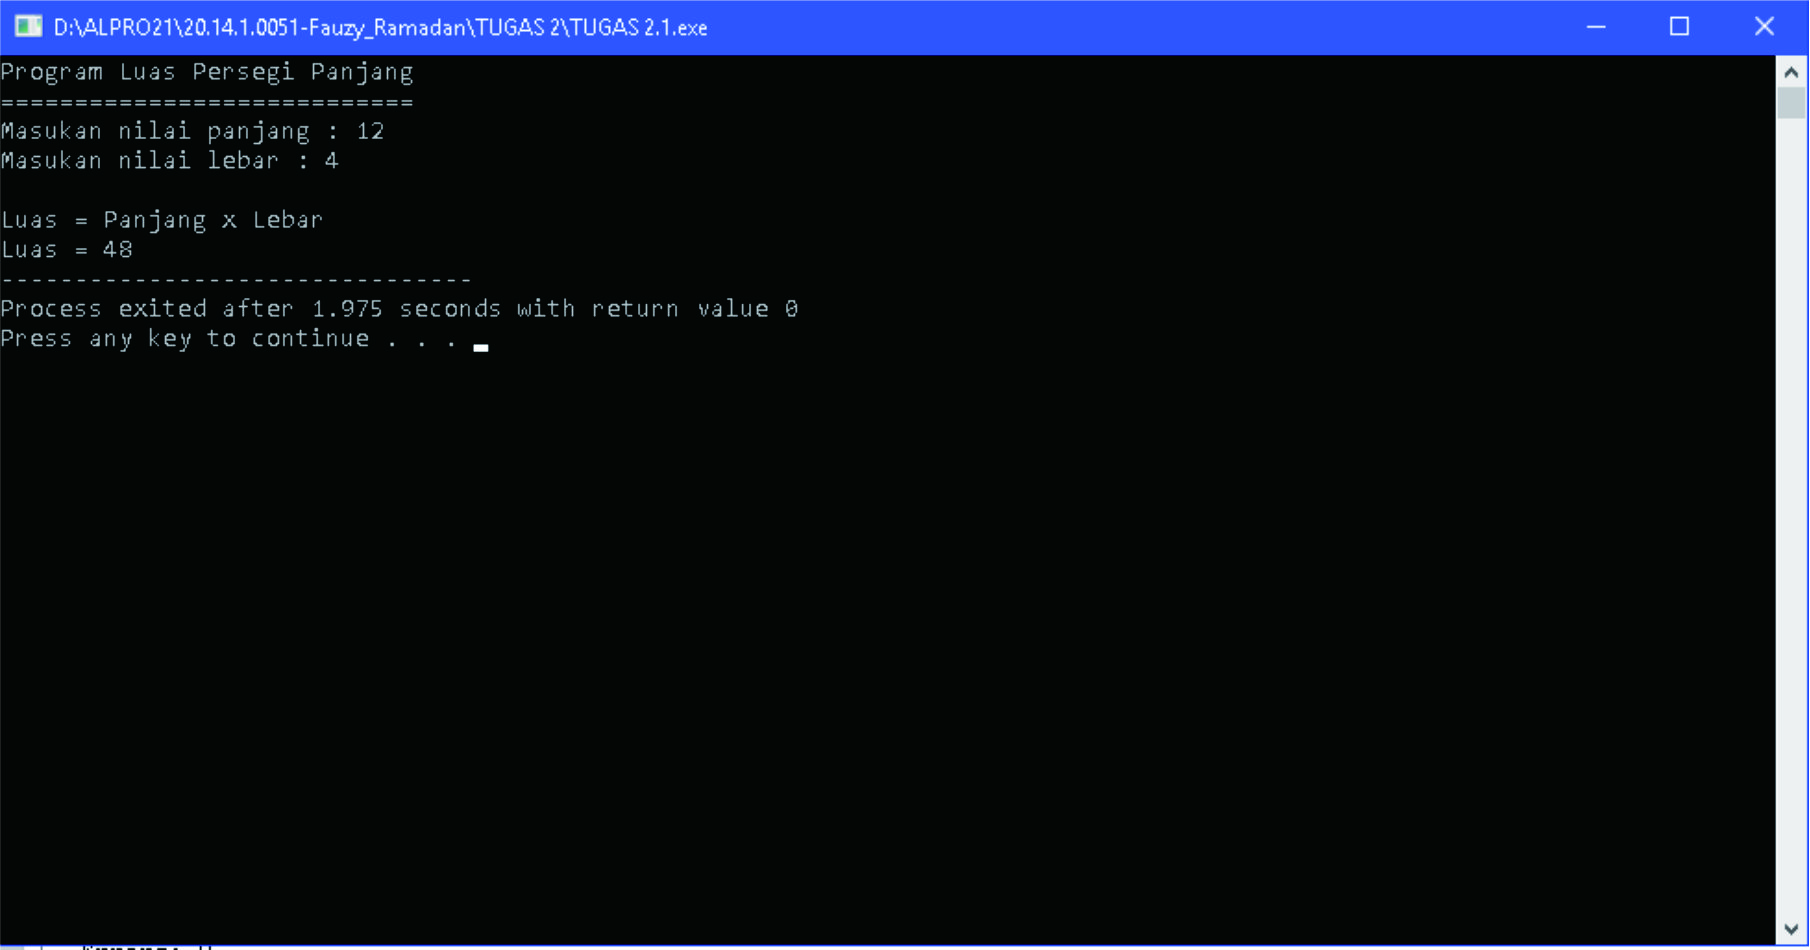 D:\ALPRO21\20.14.1.0051-Fauzy_Ramadan\TUGAS 2\TUGAS 2.1.exe
Program Luas Persegi Panjang
============================
Masukan nilai panjang : 12
Masukan nilai lebar : 4
Luas = Panjang x Lebar
Luas = 48
--------------------------------
Process exited after 1.975 seconds with return value 0
Press any key to continue . . .